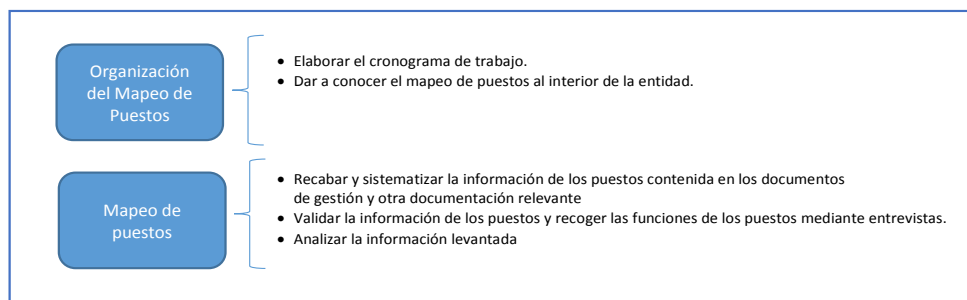 Organización
del Mapeo de
Puestos
• Elaborar el cronograma de trabajo.
• Dar a conocer el mapeo de puestos al interior de la entidad.
Mapeo de
puestos
• Recabar y sistematizar la información de los puestos contenida en los documentos
de gestión y otra documentación relevante
• Validar la información de los puestos y recoger las funciones de los puestos mediante entrevistas.
• Analizar la información levantada